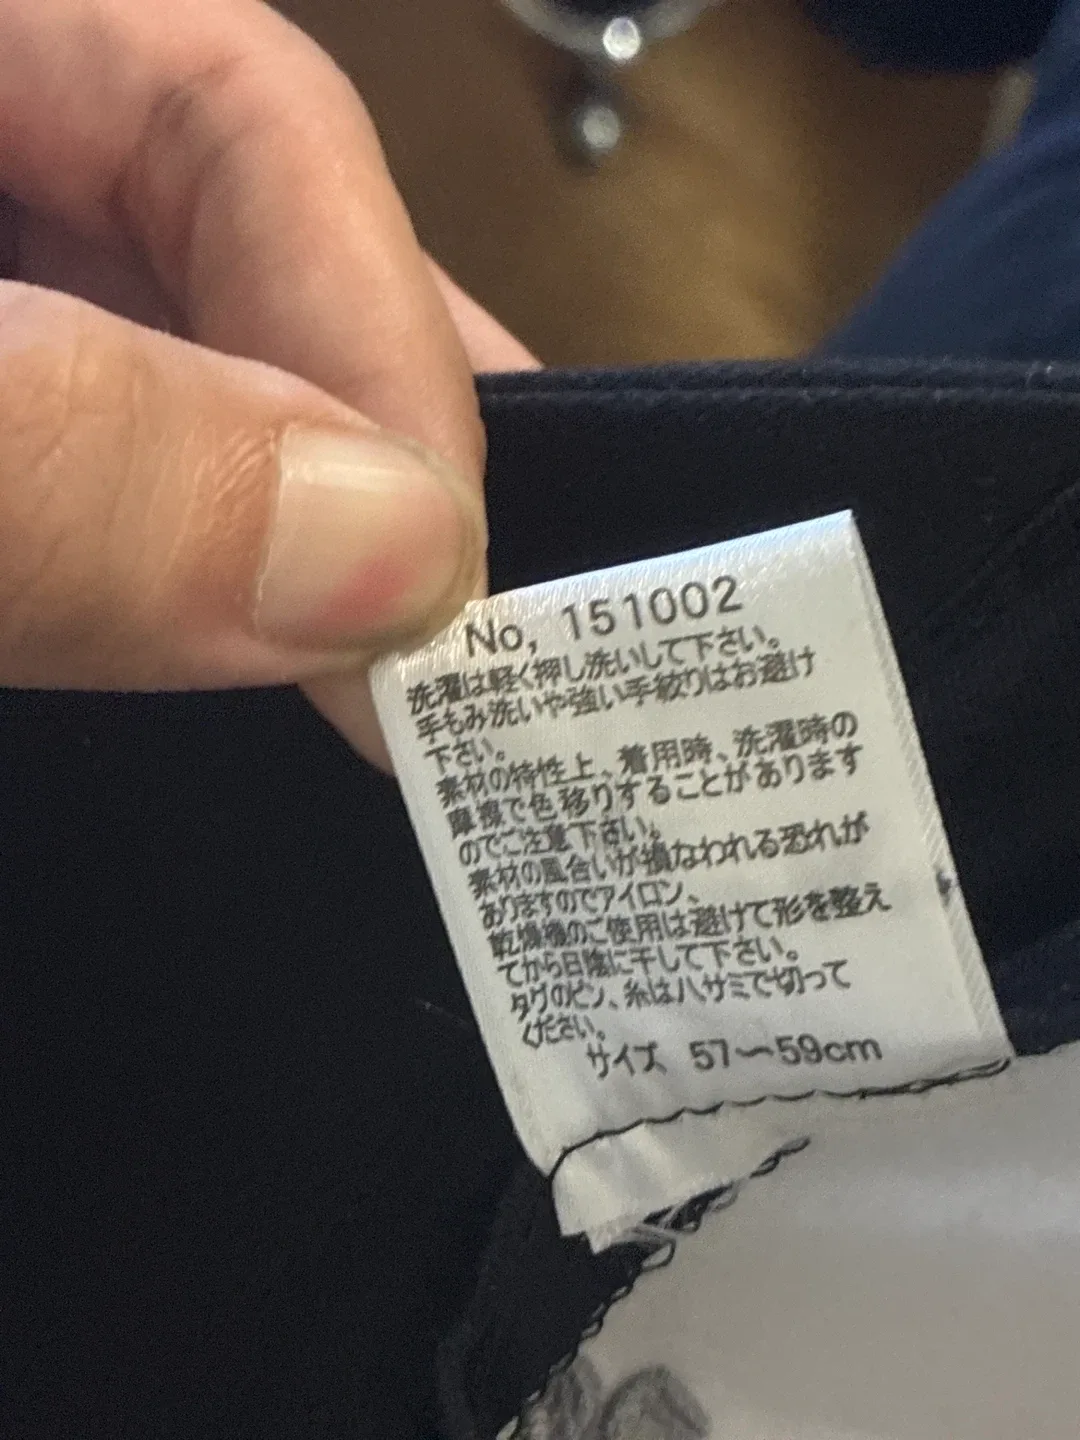 No, 151002
洗濯は軽く押し洗いして下さい。
手もみ洗いや強い手絞りはお避け
下さい。
素材の特性上、着用時、洗濯時の
摩擦で色移りすることがあります
のでご注意下さい。
素材の風合いが損なわれる恐れが
ありますのでアイロン、
乾燥機のご使用は避けて形を整え
てから日陰に干して下さい。
タグのピン、糸はハサミで切って
ください。
サイズ 57〜59cm